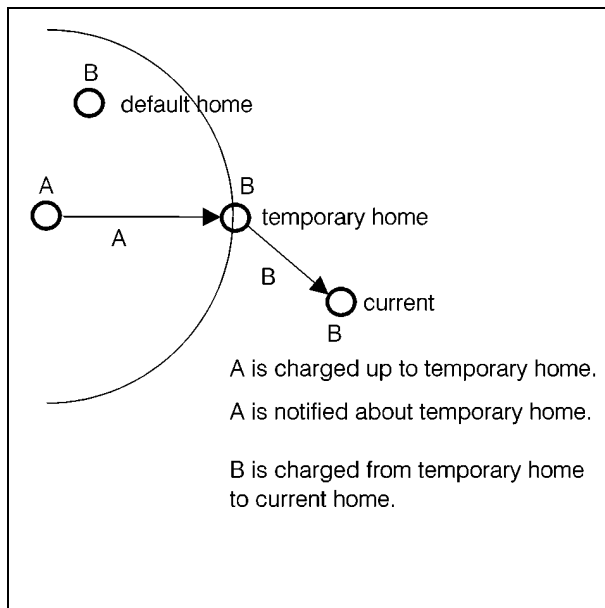 B
default home
A
B
temporary home
A
B
current
B
A is charged up to temporary home.
A is notified about temporary home.
B is charged from temporary home
to current home.